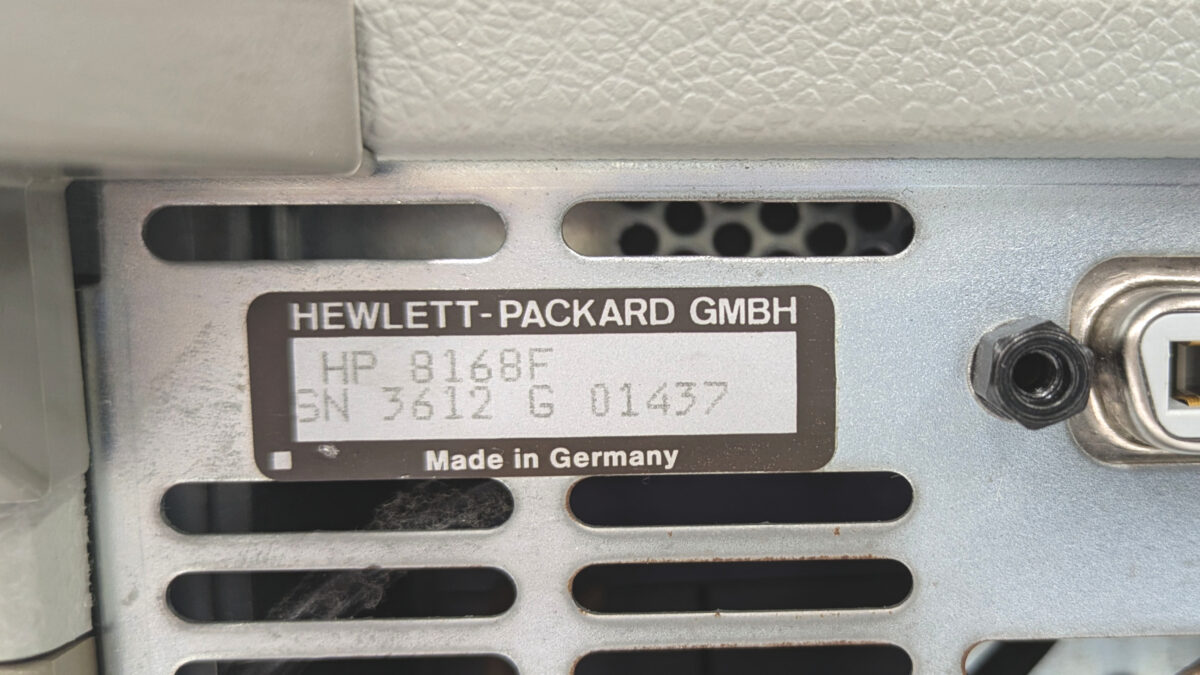 HEWLETT-PACKARD GMBH
HP 8168F
SN 3612 G 01437
Made in Germany